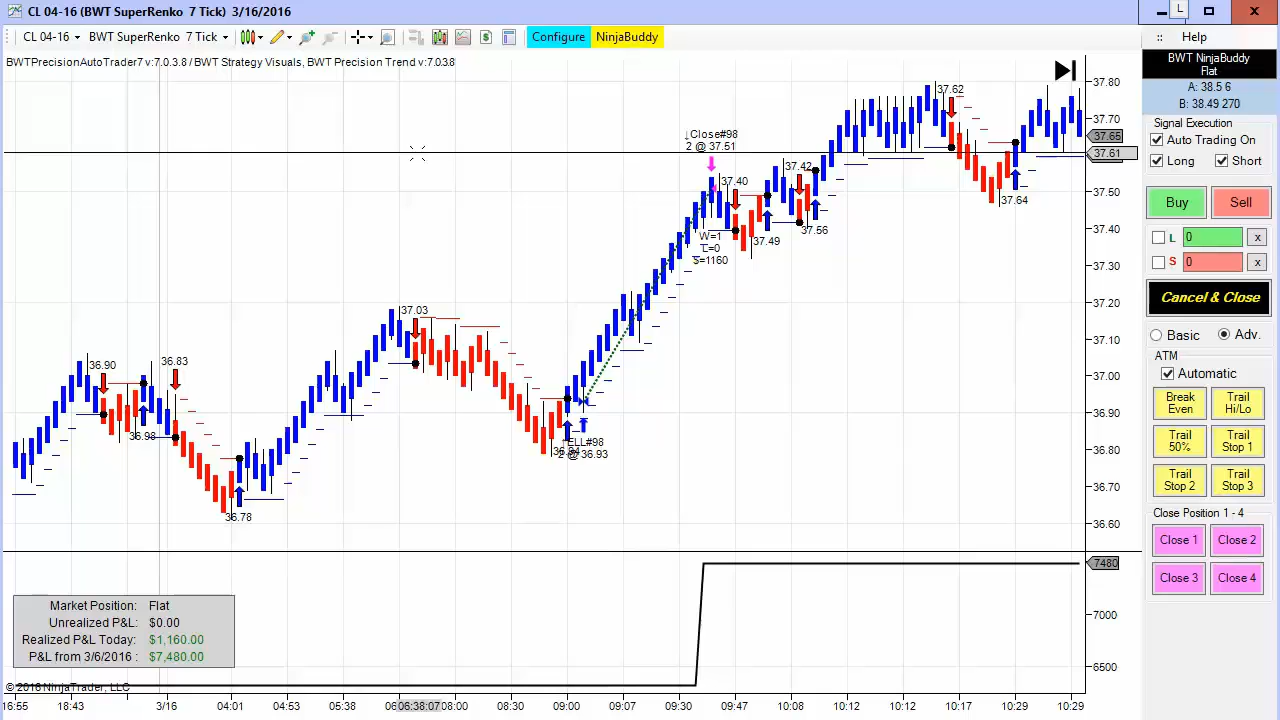 CL 04-16 (BWT SuperRenko 7 Tick) 3/16/2016
L
CL 04-16 BWT SuperRenko 7 Tick
$
Configure
NinjaBuddy
Help
BWTPrecisionAutoTrader7 v:7.0.3.8 / BWT Strategy Visuals, BWT Precision Trend v:7.0.3.8
37.80
37.70
37.65
37.61
37.50
37.40
37.30
37.20
37.10
37.00
36.90
36.80
36.70
36.60
37.62
↓Close#98
2 @ 37.51
37.40
37.42
37.64
W=1
L=0
S=1160
37.49
37.56
37.03
36.90
36.83
36.98
36.78
↑ELL#98
2 @ 36.93
7480
7000
6500
Market Position: Flat
Unrealized P&L: $0.00
Realized P&L Today: $1,160.00
P&L from 3/6/2016 : $7,480.00
© 2016 NinjaTrader, LLC
16:55 18:43 3/16 04:01 04:53 05:38 06:38:07 08:00 08:30 09:00 09:12 09:30 09:47 10:08 10:12 10:17 10:29 10:29
BWT NinjaBuddy
Flat
A: 38.5 6
B: 38.49 270
Signal Execution
Auto Trading On
Long Short
Buy Sell
L 0 x
S 0 x
Cancel & Close
Basic Adv.
ATM
Automatic
Break Even
Trail Hi/Lo
Trail 50%
Trail Stop 1
Trail Stop 2
Trail Stop 3
Close Position 1 - 4
Close 1 Close 2
Close 3 Close 4